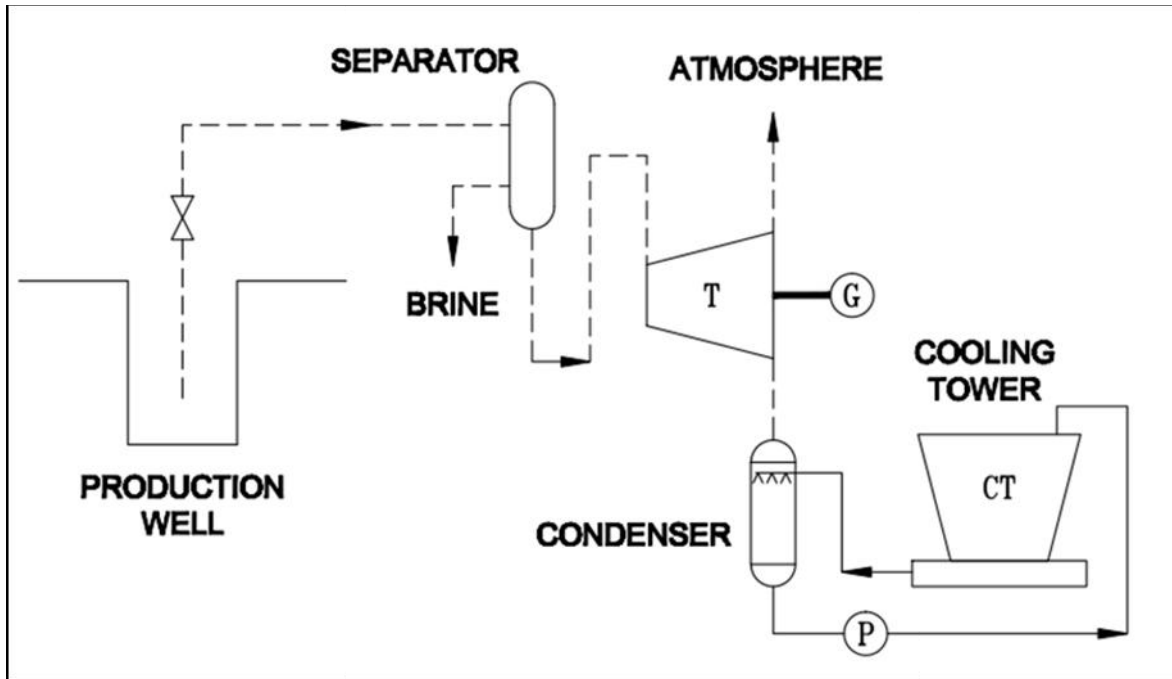 SEPARATOR
ATMOSPHERE
BRINE
T
G
COOLING
TOWER
PRODUCTION
WELL
CT
CONDENSER
P